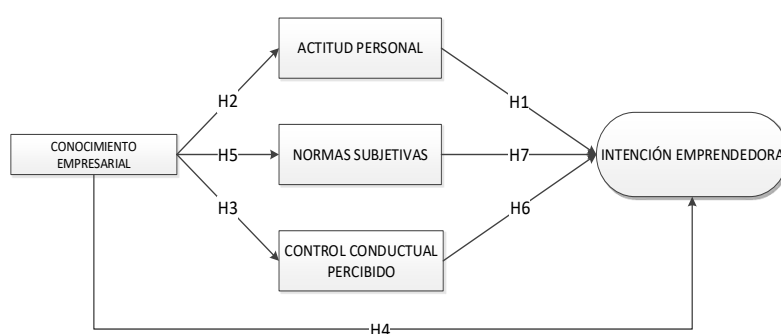 ACTITUD PERSONAL
H2
H1
CONOCIMIENTO
EMPRESARIAL
H5
NORMAS SUBJETIVAS
H7
INTENCIÓN EMPRENDEDORA
H3
H6
CONTROL CONDUCTUAL
PERCIBIDO
H4